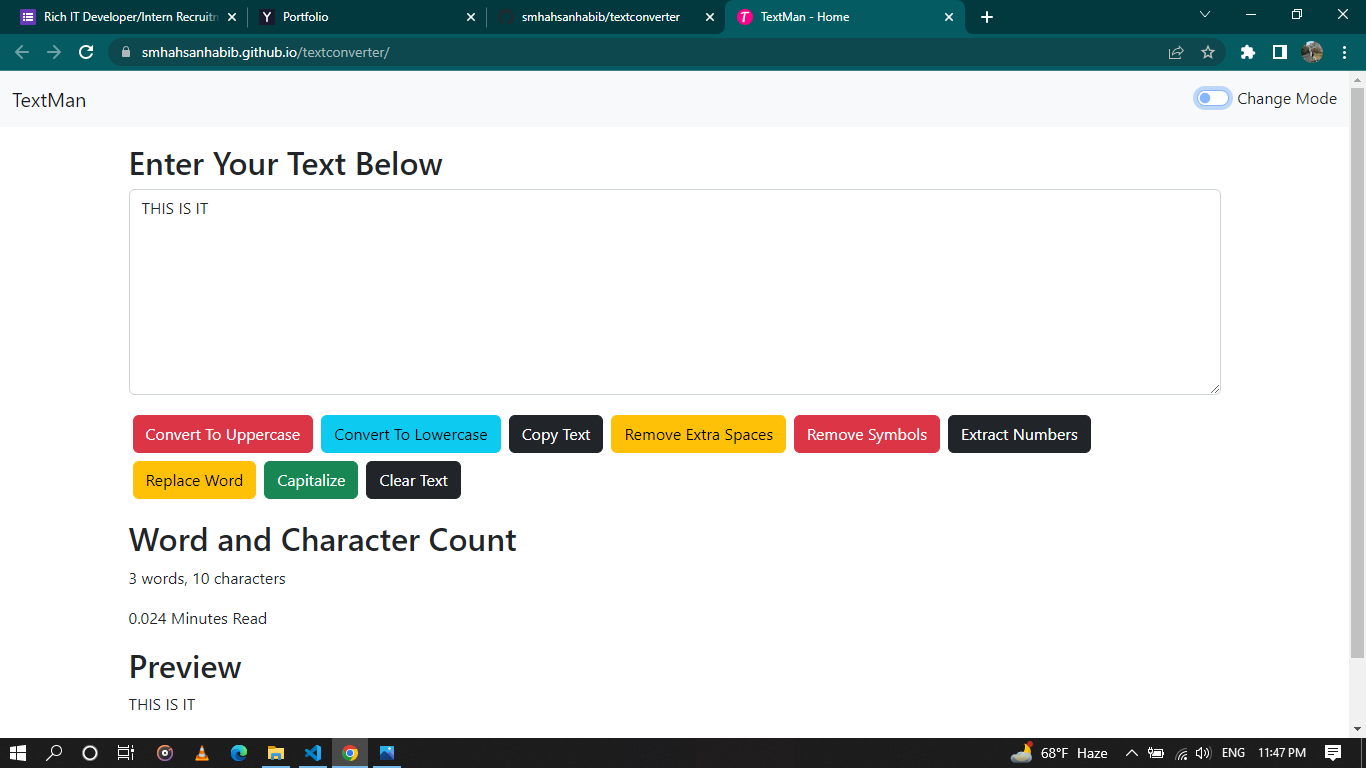 Rich IT Developer/Intern Recruitm
Portfolio
smhahsanhabib/textconverter
TextMan - Home
smhahsanhabib.github.io/textconverter/
TextMan
Change Mode
Enter Your Text Below
THIS IS IT
Convert To Uppercase
Convert To Lowercase
Copy Text
Remove Extra Spaces
Remove Symbols
Extract Numbers
Replace Word
Capitalize
Clear Text
Word and Character Count
3 words, 10 characters
0.024 Minutes Read
Preview
THIS IS IT
68°F Haze
ENG
11:47 PM